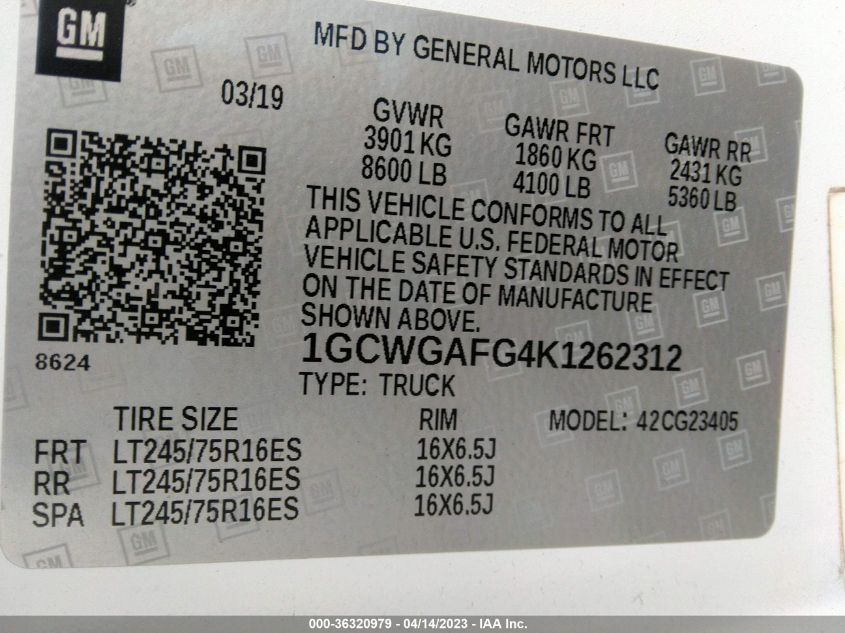 GM
MFD BY GENERAL MOTORS LLC
03/19
GVWR
3901 KG
8600 LB
GAWR FRT
1860 KG
4100 LB
GAWR RR
2431 KG
5360 LB
THIS VEHICLE CONFORMS TO ALL
APPLICABLE U.S. FEDERAL MOTOR
VEHICLE SAFETY STANDARDS IN EFFECT
ON THE DATE OF MANUFACTURE
SHOWN ABOVE.
8624
1GCWGAFG4K1262312
TYPE: TRUCK
TIRE SIZE RIM MODEL: 42CG23405
FRT LT245/75R16ES 16X6.5J
RR LT245/75R16ES 16X6.5J
SPA LT245/75R16ES 16X6.5J
000-36320979 - 04/14/2023 - IAA Inc.